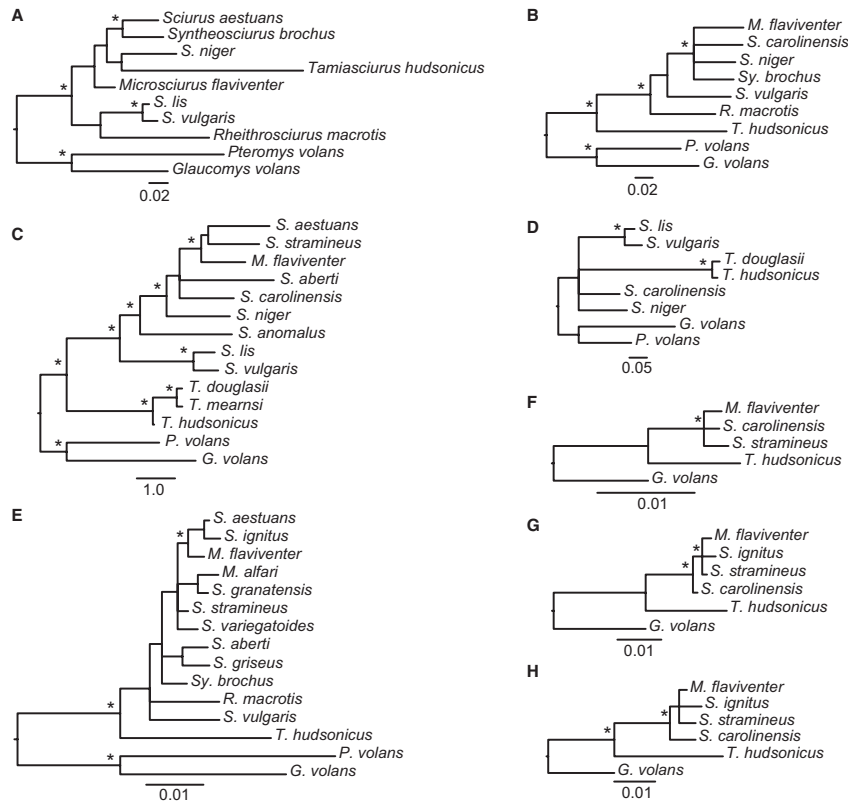 A
*
Sciurus aestuans
Syntheosciurus brochus
S. niger
Tamiasciurus hudsonicus
*
Microsciurus flaviventer
*
S. lis
S. vulgaris
Rheithrosciurus macrotis
*
Pteromys volans
Glaucomys volans
0.02
B
M. flaviventer
*
S. carolinensis
S. niger
Sy. brochus
*
S. vulgaris
*
R. macrotis
T. hudsonicus
*
P. volans
G. volans
0.02
C
S. aestuans
*
S. stramineus
M. flaviventer
*
S. aberti
S. carolinensis
*
S. niger
*
S. anomalus
*
S. lis
*
S. vulgaris
*
T. douglasii
*
T. mearnsi
T. hudsonicus
*
P. volans
G. volans
1.0
D
*
S. lis
S. vulgaris
*
T. douglasii
T. hudsonicus
S. carolinensis
S. niger
G. volans
P. volans
0.05
E
S. aestuans
*
S. ignitus
M. flaviventer
M. alfari
S. granatensis
S. stramineus
S. variegatoides
S. aberti
S. griseus
Sy. brochus
R. macrotis
*
S. vulgaris
T. hudsonicus
*
P. volans
G. volans
0.01
F
M. flaviventer
*
S. carolinensis
S. stramineus
T. hudsonicus
G. volans
0.01
G
M. flaviventer
*
S. ignitus
*
S. stramineus
S. carolinensis
T. hudsonicus
G. volans
0.01
H
M. flaviventer
S. ignitus
*
S. stramineus
*
S. carolinensis
T. hudsonicus
G. volans
0.01